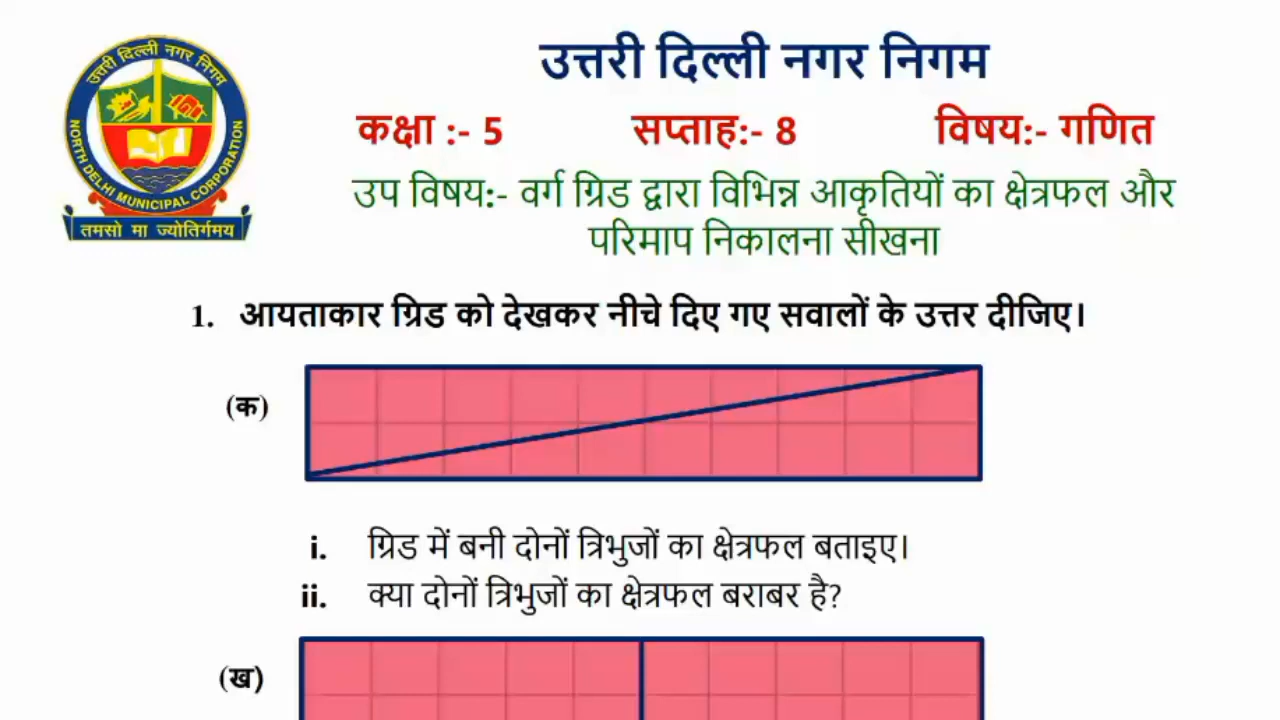 उत्तरी दिल्ली नगर निगम
NORTH DELHI MUNICIPAL CORPORATION
तमसो मा ज्योतिर्गमय
उत्तरी दिल्ली नगर निगम
कक्षा :- 5 सप्ताह:- 8 विषय:- गणित
उप विषय:- वर्ग ग्रिड द्वारा विभिन्न आकृतियों का क्षेत्रफल और
परिमाप निकालना सीखना
1. आयताकार ग्रिड को देखकर नीचे दिए गए सवालों के उत्तर दीजिए।
(क)
i. ग्रिड में बनी दोनों त्रिभुजों का क्षेत्रफल बताइए।
ii. क्या दोनों त्रिभुजों का क्षेत्रफल बराबर है?
(ख)